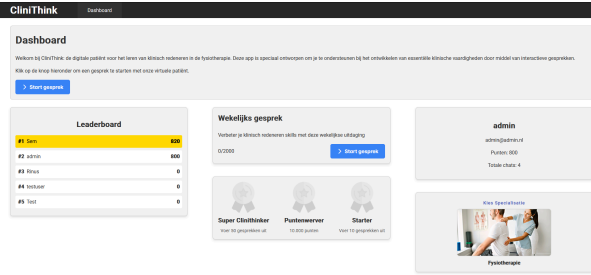 CliniThink Dashboard
Dashboard
Welkom bij CliniThink: de digitale patiënt voor het leren van klinisch redeneren in de fysiotherapie. Deze app is speciaal ontworpen om je te ondersteunen bij het ontwikkelen van essentiële klinische vaardigheden door middel van interactieve gesprekken.
Klik op de knop hieronder om een gesprek te starten met onze virtuele patiënt.
> Start gesprek
Leaderboard
#1 Sem 820
#2 admin 800
#3 Rinus 0
#4 testuser 0
#5 Test 0
Wekelijks gesprek
Verbeter je klinisch redeneren skills met deze wekelijkse uitdaging
0/2000 > Start gesprek
Super Clinithinker Puntenwerver Starter
Voer 50 gesprekken uit 10.000 punten Voer 10 gesprekken uit
admin
admin@admin.nl
Punten: 800
Totale chats: 4
Kies Specialisatie
Fysiotherapie